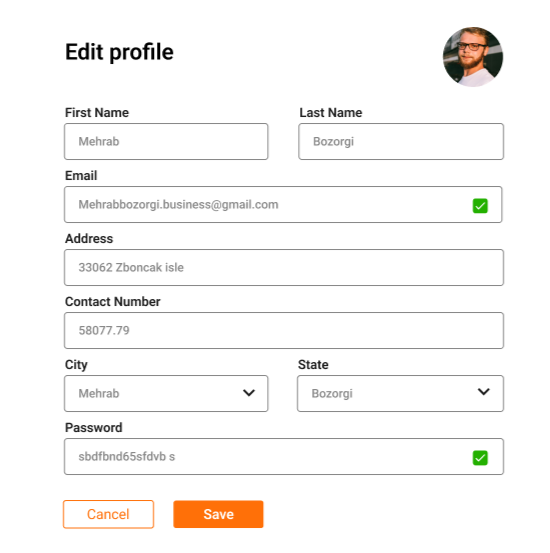 Edit profile
First Name Last Name
Mehrab Bozorgi
Email
Mehrabbozorgi.business@gmail.com
Address
33062 Zboncak isle
Contact Number
58077.79
City State
Mehrab Bozorgi
Password
sbdfbnd65sfdvb s
Cancel Save